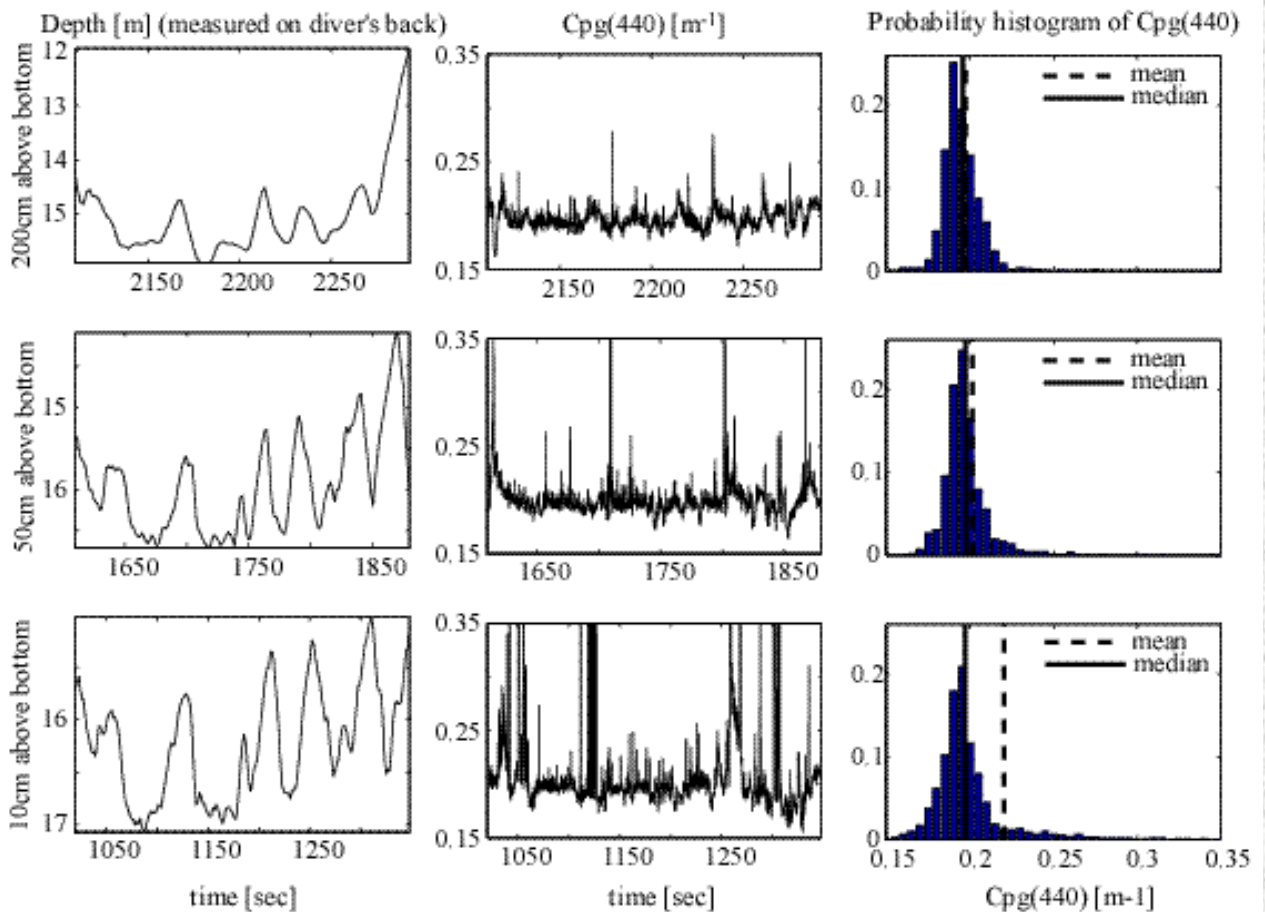 Depth [m] (measured on diver's back)
Cpg(440) [m-1]
Probability histogram of Cpg(440)
200cm above bottom
12
13
14
15
2150 2200 2250
0.35
0.25
0.15
2150 2200 2250
0.2
0.1
0
mean
median
50cm above bottom
15
16
1650 1750 1850
0.35
0.25
0.15
1650 1750 1850
0.2
0.1
0
mean
median
10cm above bottom
16
17
1050 1150 1250
time [sec]
0.35
0.25
0.15
1050 1150 1250
time [sec]
0.2
0.1
0
mean
median
0.15 0.2 0.25 0.3 0.35
Cpg(440) [m-1]